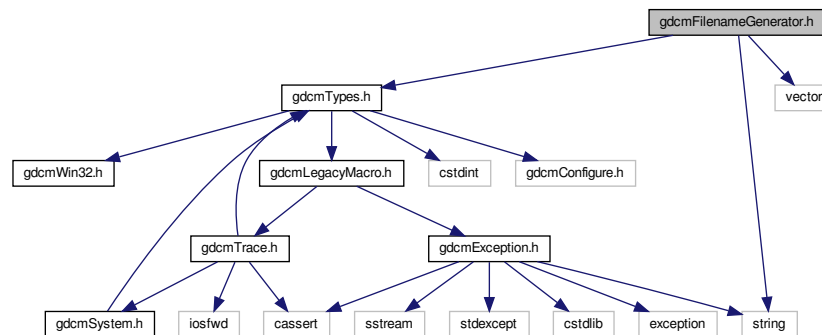 gdcmFilenameGenerator.h
gdcmTypes.h
vector
gdcmWin32.h
gdcmLegacyMacro.h
cstdint
gdcmConfigure.h
gdcmTrace.h
gdcmException.h
gdcmSystem.h
iosfwd
cassert
sstream
stdexcept
cstdlib
exception
string